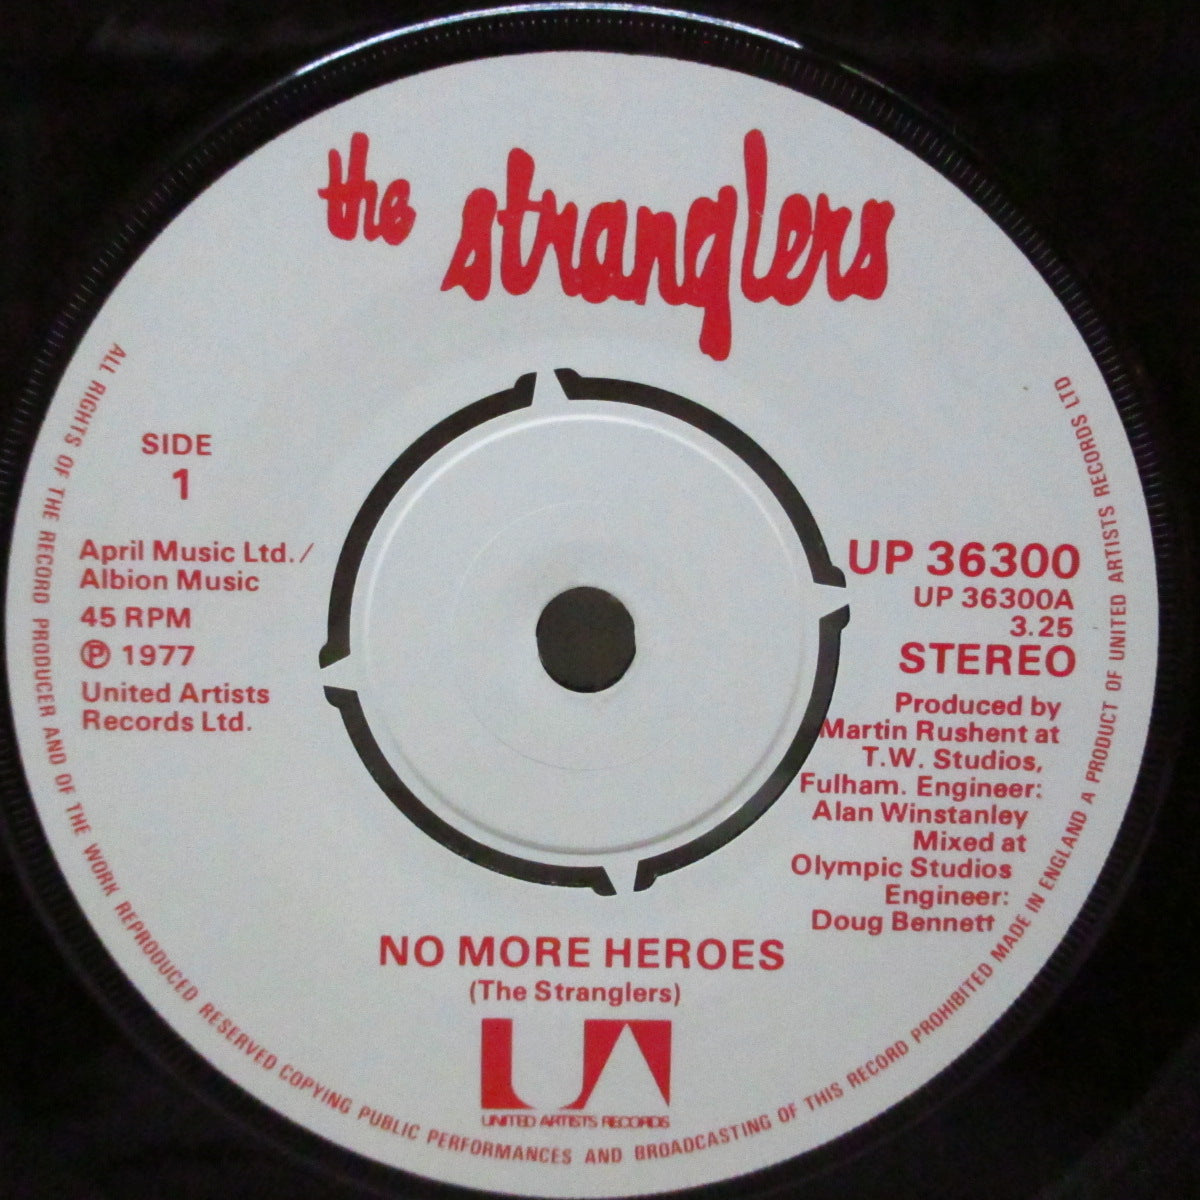 the stranglers
SIDE
1
April Music Ltd./
Albion Music
45 RPM
Ⓟ 1977
United Artists
Records Ltd.
UP 36300
UP 36300A
3.25
STEREO
Produced by
Martin Rushent at
T.W. Studios,
Fulham. Engineer:
Alan Winstanley
Mixed at
Olympic Studios
Engineer:
Doug Bennett
NO MORE HEROES
(The Stranglers)
UA
UNITED ARTISTS RECORDS
ALL RIGHTS OF THE RECORD PRODUCER AND OF THE WORK REPRODUCED RESERVED COPYING PUBLIC PERFORMANCES AND BROADCASTING OF THIS RECORD PROHIBITED MADE IN ENGLAND A PRODUCT OF UNITED ARTISTS RECORDS LTD